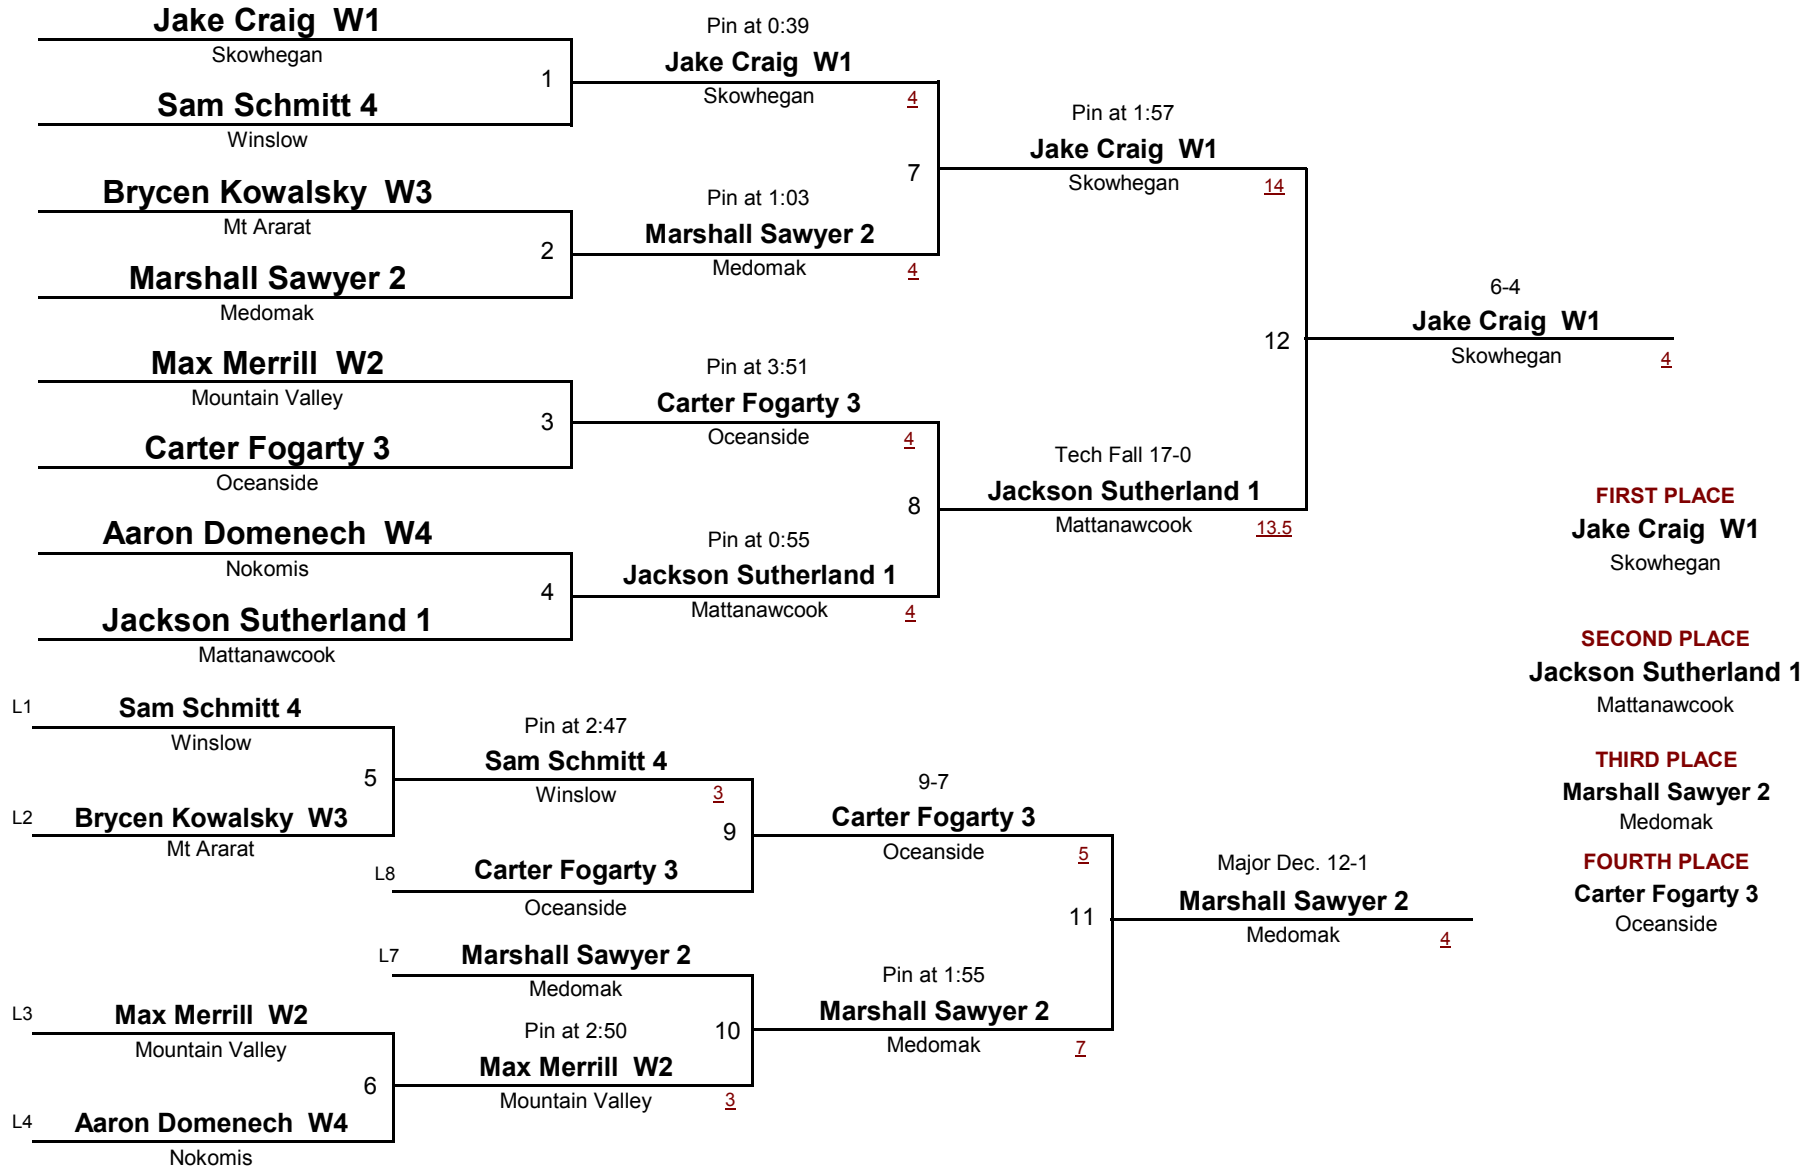 Jake Craig  W1
Skowhegan
1
Sam Schmitt 4
Winslow
Pin at 0:39
Jake Craig  W1
Skowhegan
4
Brycen Kowalsky  W3
Mt Ararat
2
Marshall Sawyer 2
Medomak
Pin at 1:03
Marshall Sawyer 2
Medomak
4
7
Pin at 1:57
Jake Craig  W1
Skowhegan
14
Max Merrill  W2
Mountain Valley
3
Carter Fogarty 3
Oceanside
Pin at 3:51
Carter Fogarty 3
Oceanside
4
Aaron Domenech  W4
Nokomis
4
Jackson Sutherland 1
Mattanawcook
Pin at 0:55
Jackson Sutherland 1
Mattanawcook
4
8
Tech Fall 17-0
Jackson Sutherland 1
Mattanawcook
13.5
12
6-4
Jake Craig  W1
Skowhegan
4
FIRST PLACE
Jake Craig  W1
Skowhegan
SECOND PLACE
Jackson Sutherland 1
Mattanawcook
THIRD PLACE
Marshall Sawyer 2
Medomak
FOURTH PLACE
Carter Fogarty 3
Oceanside
L1
Sam Schmitt 4
Winslow
5
L2
Brycen Kowalsky  W3
Mt Ararat
Pin at 2:47
Sam Schmitt 4
Winslow
3
9
L8
Carter Fogarty 3
Oceanside
9-7
Carter Fogarty 3
Oceanside
5
L7
Marshall Sawyer 2
Medomak
L3
Max Merrill  W2
Mountain Valley
6
L4
Aaron Domenech  W4
Nokomis
Pin at 2:50
Max Merrill  W2
Mountain Valley
3
10
Pin at 1:55
Marshall Sawyer 2
Medomak
7
11
Major Dec. 12-1
Marshall Sawyer 2
Medomak
4